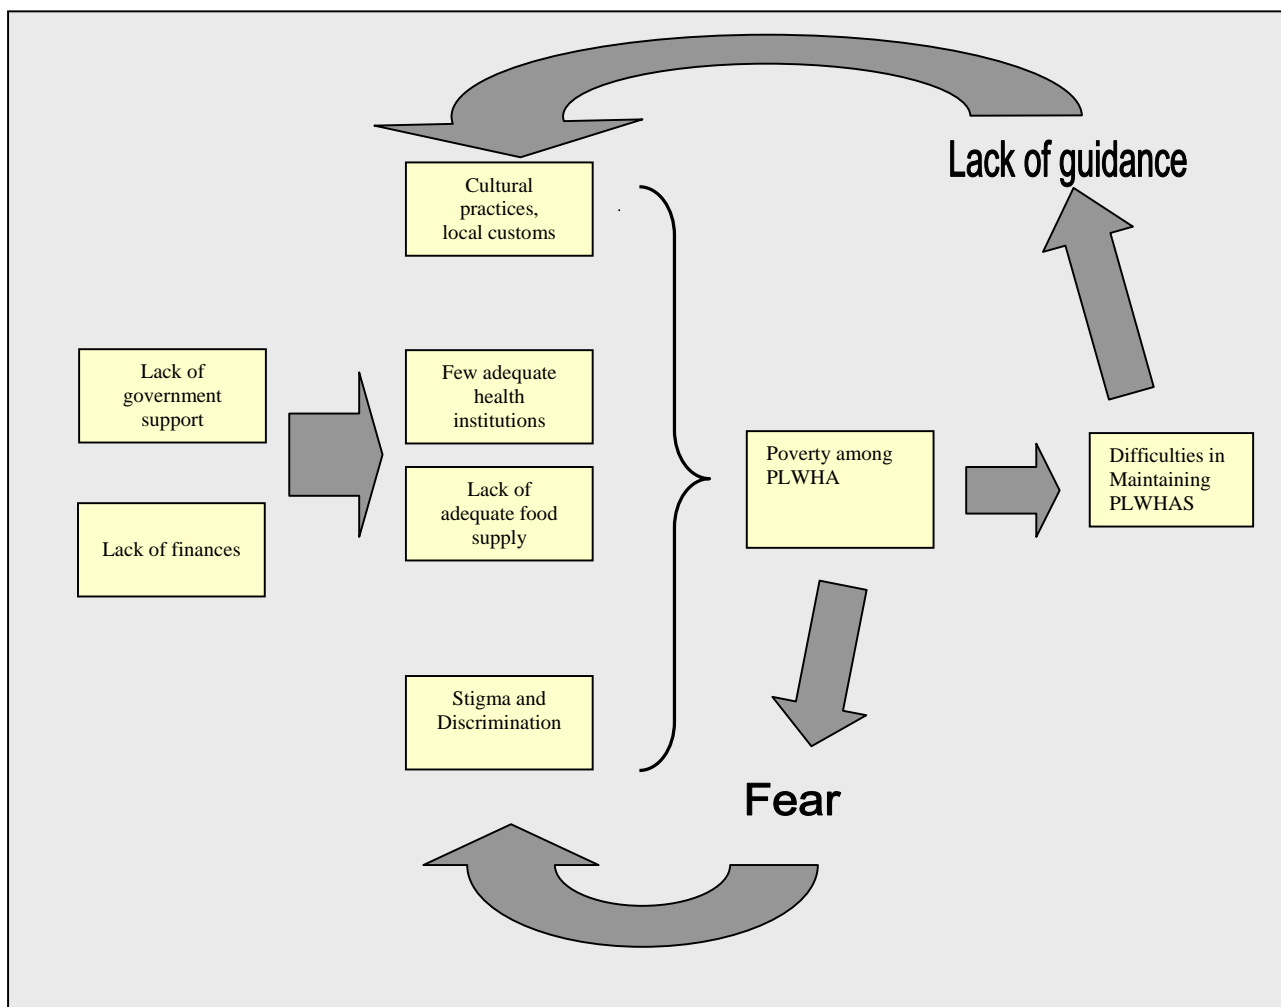 Lack of guidance
Cultural
practices,
local customs
Lack of
government
support
Few adequate
health
institutions
Lack of finances
Lack of
adequate food
supply
Poverty among
PLWHA
Difficulties in
Maintaining
PLWHAS
Stigma and
Discrimination
Fear